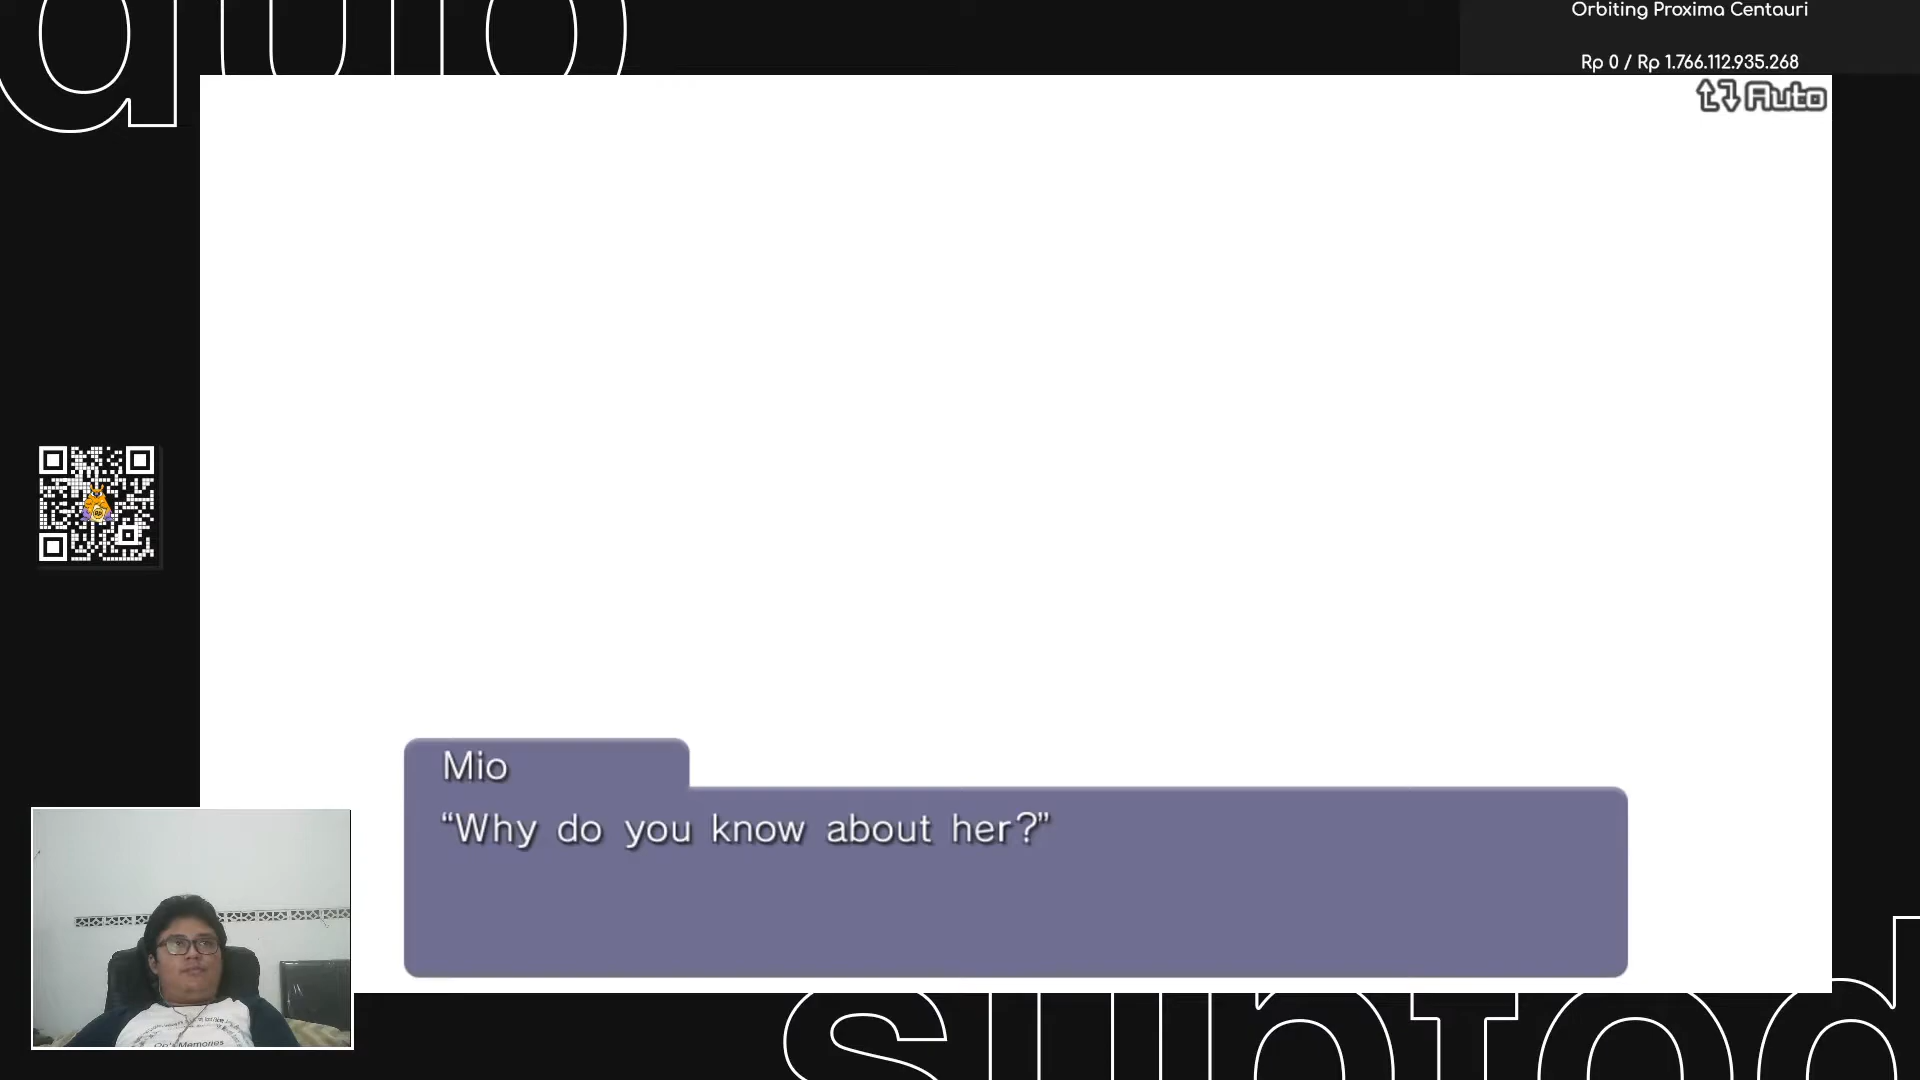 Orbiting Proxima Centauri
Rp 0 / Rp 1.766.112.935.268
Auto
Mio
“Why do you know about her?”
Memories